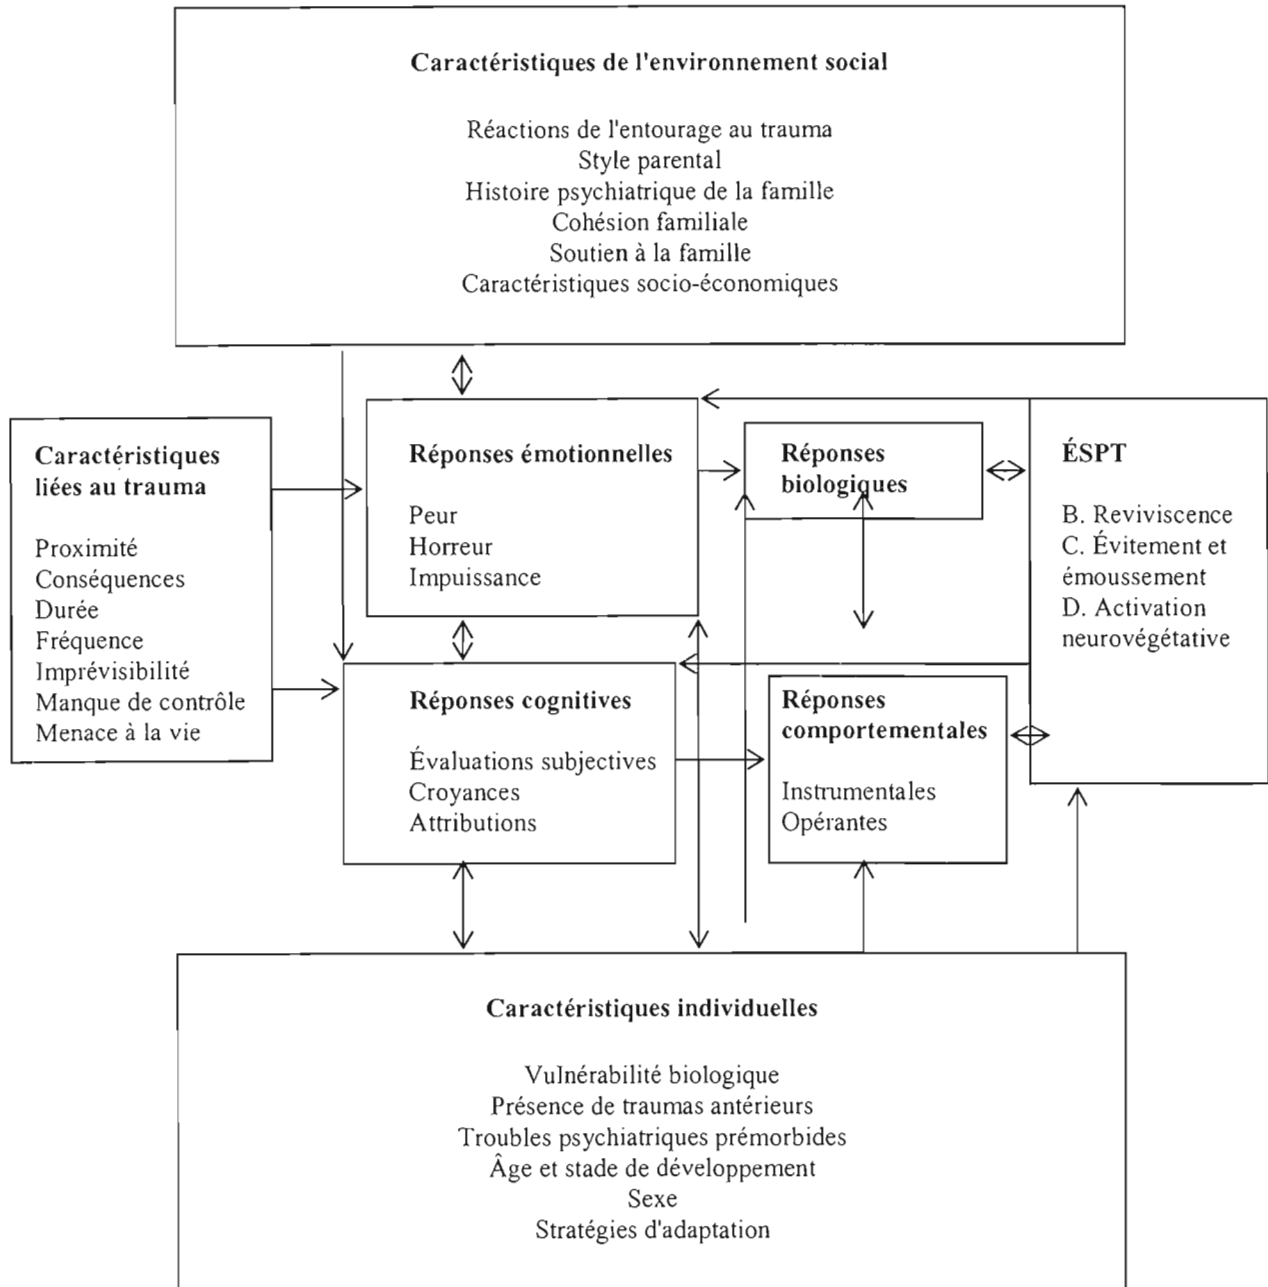 Caractéristiques de l'environnement social
Réactions de l'entourage au trauma
Style parental
Histoire psychiatrique de la famille
Cohésion familiale
Soutien à la famille
Caractéristiques socio-économiques
Caractéristiques
liées au trauma
Proximité
Conséquences
Durée
Fréquence
Imprévisibilité
Manque de contrôle
Menace à la vie
Réponses émotionnelles
Peur
Horreur
Impuissance
Réponses
biologiques
ÉSPT
B. Reviviscence
C. Évitement et
émoussement
D. Activation
neurovégétative
Réponses cognitives
Évaluations subjectives
Croyances
Attributions
Réponses
comportementales
Instrumentales
Opérantes
Caractéristiques individuelles
Vulnérabilité biologique
Présence de traumas antérieurs
Troubles psychiatriques prémorbides
Âge et stade de développement
Sexe
Stratégies d'adaptation